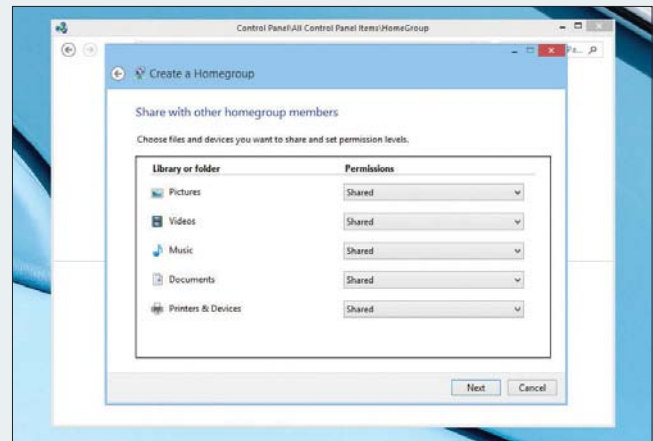 Control Panel\All Control Panel Items\HomeGroup
Create a Homegroup
Share with other homegroup members
Choose files and devices you want to share and set permission levels.
Library or folder Permissions
Pictures Shared
Videos Shared
Music Shared
Documents Shared
Printers & Devices Shared
Next Cancel